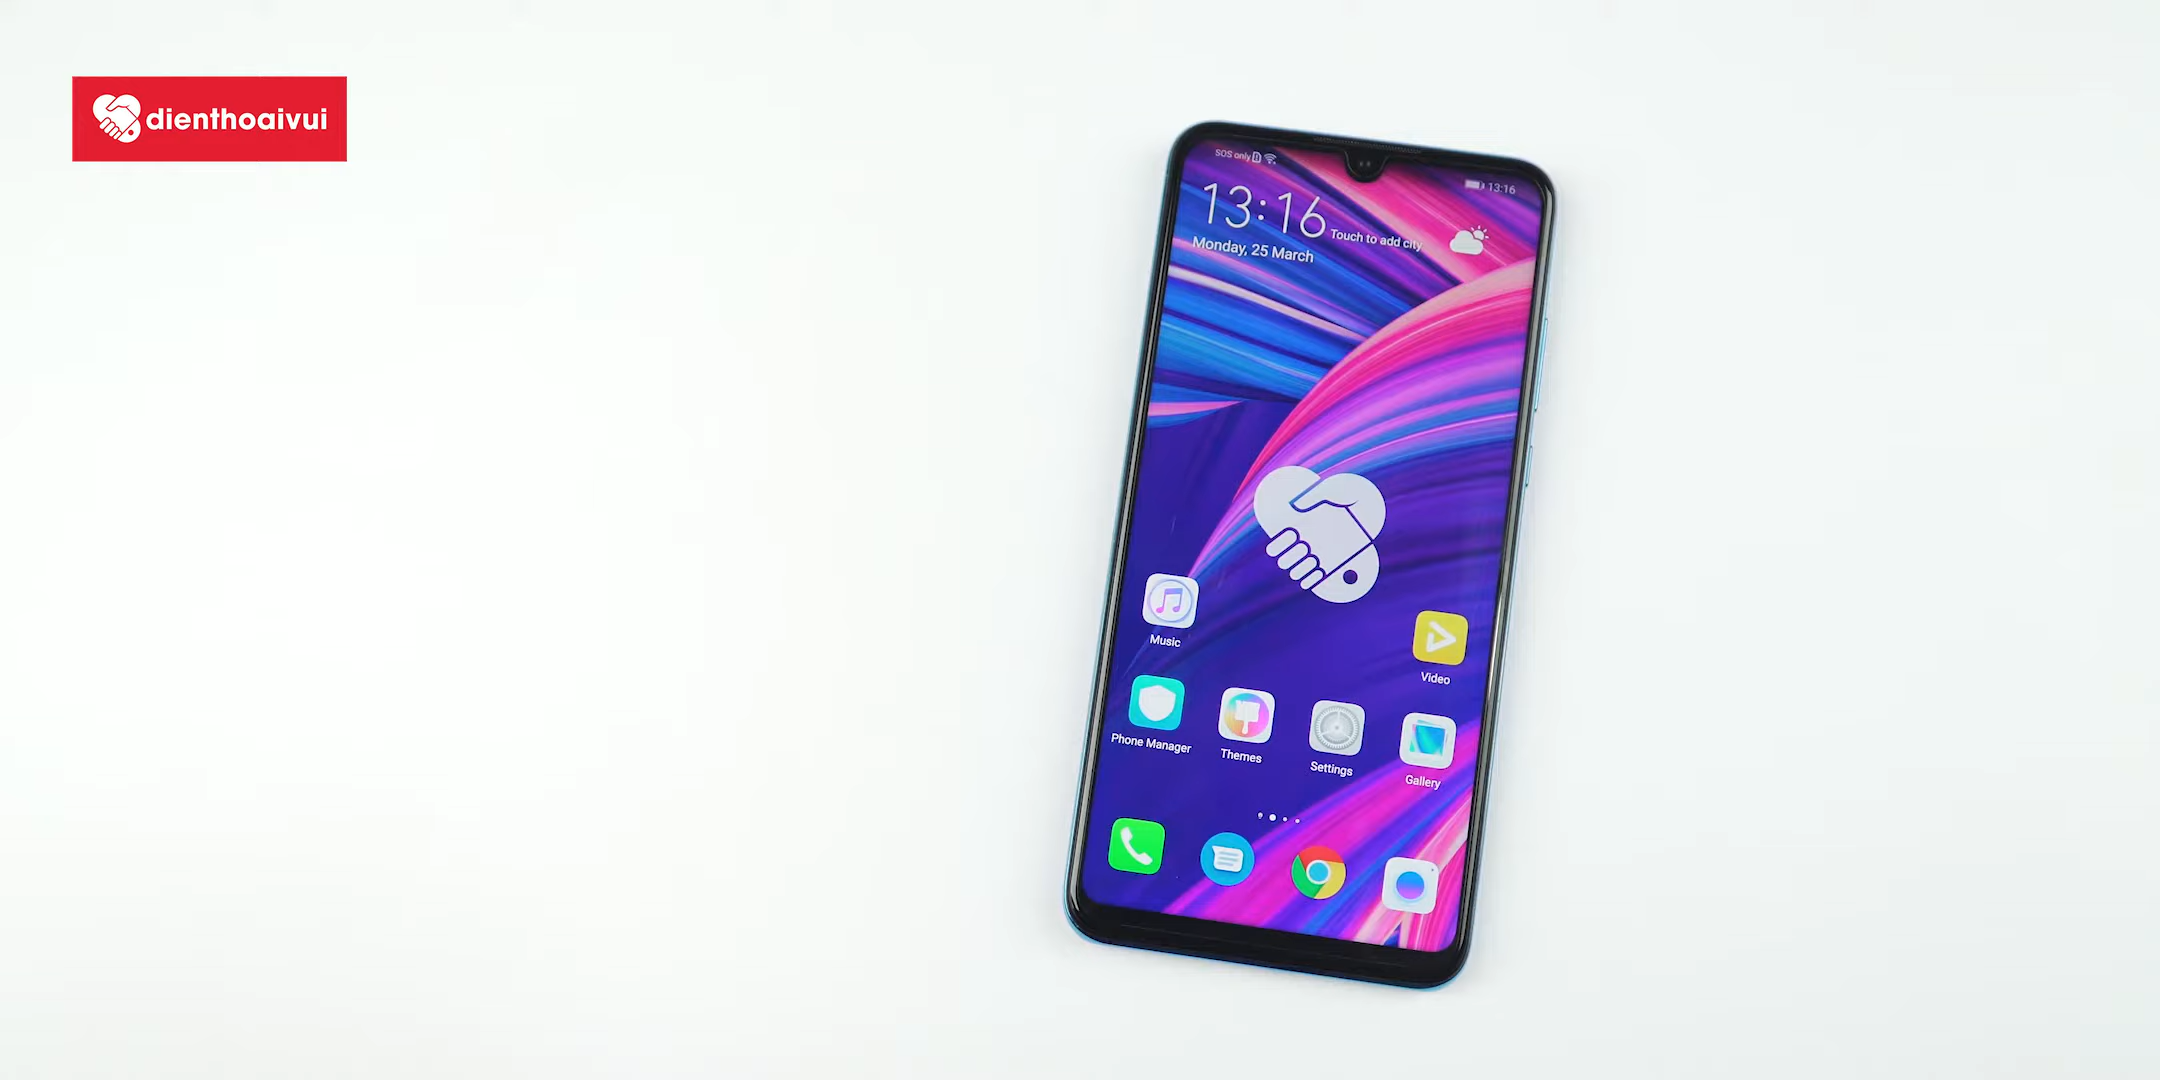 dienthoaivui
SOS only
13:16
13:16
Touch to add city
Monday, 25 March
Music
Video
Phone Manager
Themes
Settings
Gallery